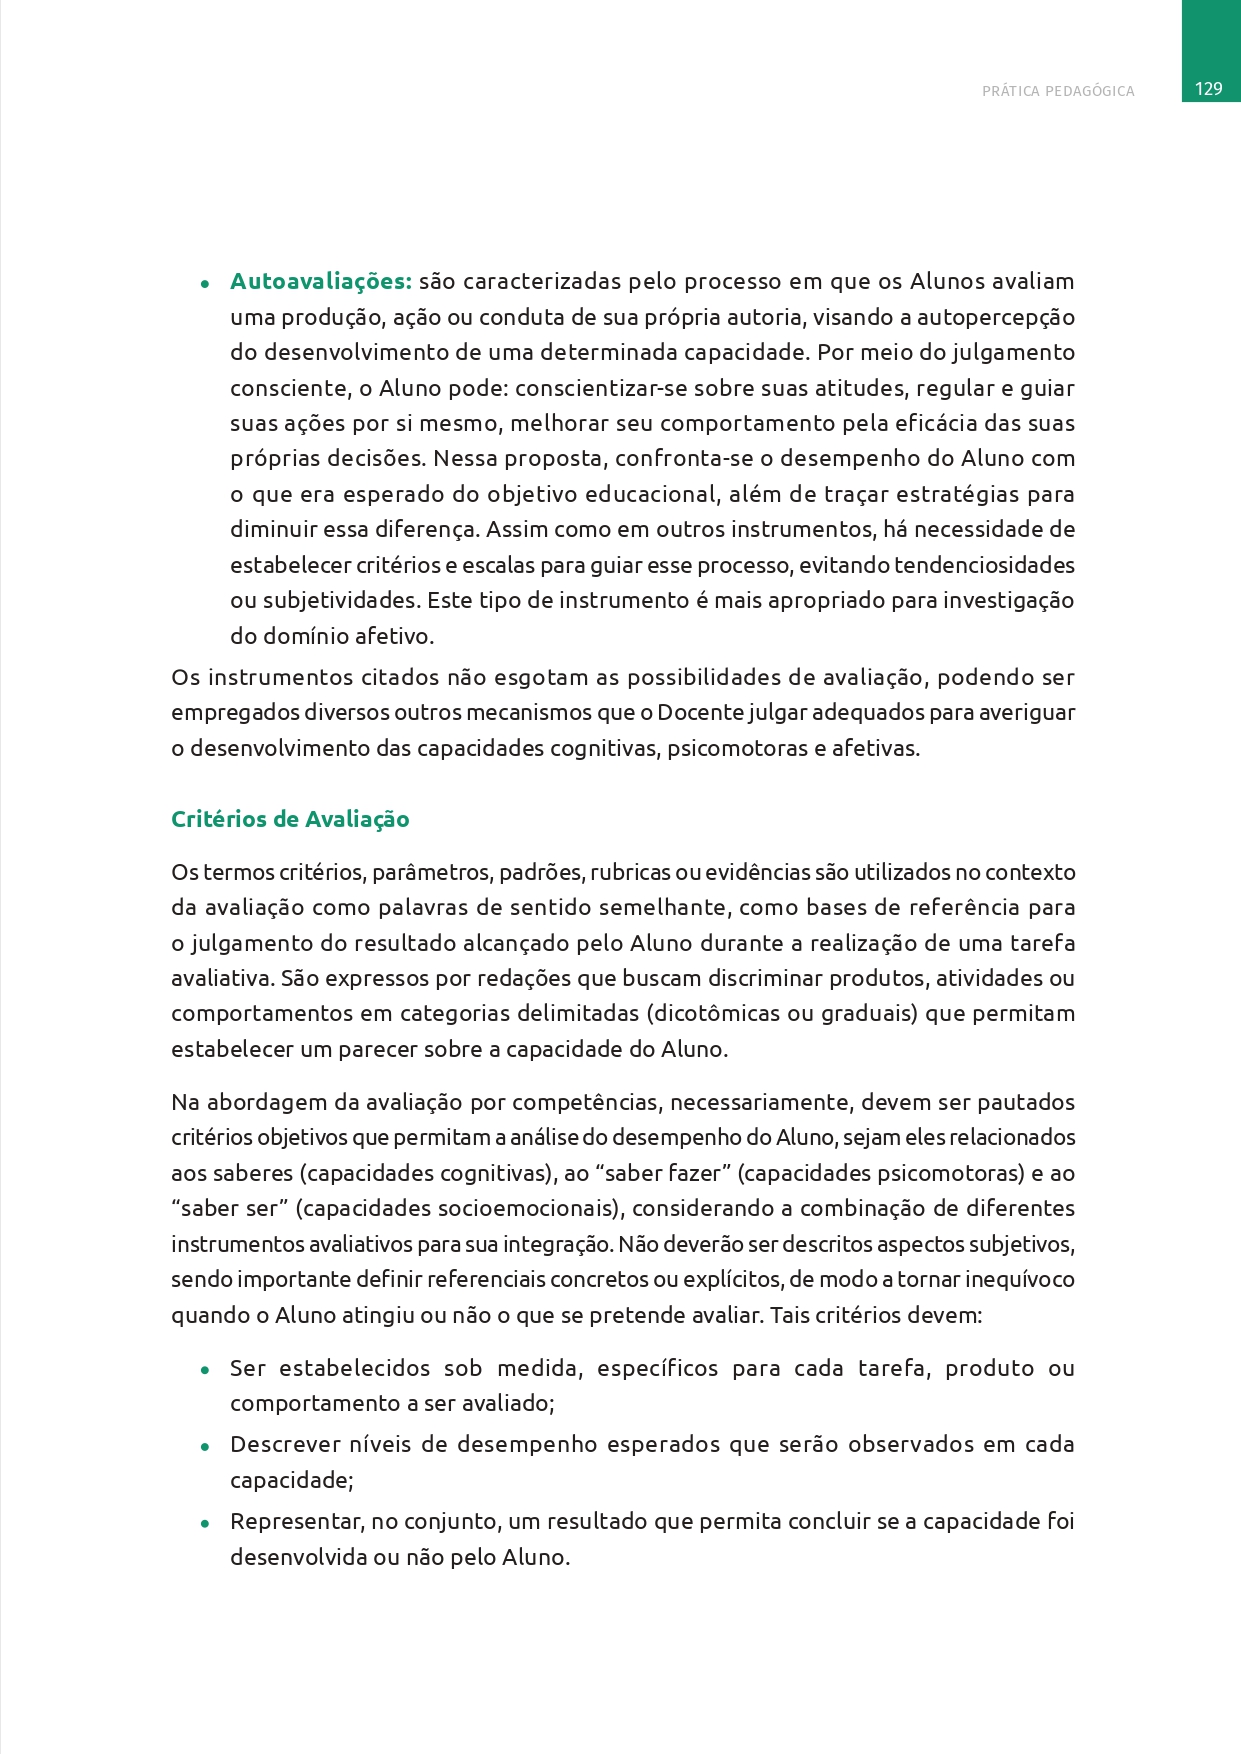 PRÁTICA PEDAGÓGICA
129
• Autoavaliações: são caracterizadas pelo processo em que os Alunos avaliam
uma produção, ação ou conduta de sua própria autoria, visando a autopercepção
do desenvolvimento de uma determinada capacidade. Por meio do julgamento
consciente, o Aluno pode: conscientizar-se sobre suas atitudes, regular e guiar
suas ações por si mesmo, melhorar seu comportamento pela eficácia das suas
próprias decisões. Nessa proposta, confronta-se o desempenho do Aluno com
o que era esperado do objetivo educacional, além de traçar estratégias para
diminuir essa diferença. Assim como em outros instrumentos, há necessidade de
estabelecer critérios e escalas para guiar esse processo, evitando tendenciosidades
ou subjetividades. Este tipo de instrumento é mais apropriado para investigação
do domínio afetivo.
Os instrumentos citados não esgotam as possibilidades de avaliação, podendo ser
empregados diversos outros mecanismos que o Docente julgar adequados para averiguar
o desenvolvimento das capacidades cognitivas, psicomotoras e afetivas.
Critérios de Avaliação
Os termos critérios, parâmetros, padrões, rubricas ou evidências são utilizados no contexto
da avaliação como palavras de sentido semelhante, como bases de referência para
o julgamento do resultado alcançado pelo Aluno durante a realização de uma tarefa
avaliativa. São expressos por redações que buscam discriminar produtos, atividades ou
comportamentos em categorias delimitadas (dicotômicas ou graduais) que permitam
estabelecer um parecer sobre a capacidade do Aluno.
Na abordagem da avaliação por competências, necessariamente, devem ser pautados
critérios objetivos que permitam a análise do desempenho do Aluno, sejam eles relacionados
aos saberes (capacidades cognitivas), ao “saber fazer” (capacidades psicomotoras) e ao
“saber ser” (capacidades socioemocionais), considerando a combinação de diferentes
instrumentos avaliativos para sua integração. Não deverão ser descritos aspectos subjetivos,
sendo importante definir referenciais concretos ou explícitos, de modo a tornar inequívoco
quando o Aluno atingiu ou não o que se pretende avaliar. Tais critérios devem:
• Ser estabelecidos sob medida, específicos para cada tarefa, produto ou
comportamento a ser avaliado;
• Descrever níveis de desempenho esperados que serão observados em cada
capacidade;
• Representar, no conjunto, um resultado que permita concluir se a capacidade foi
desenvolvida ou não pelo Aluno.